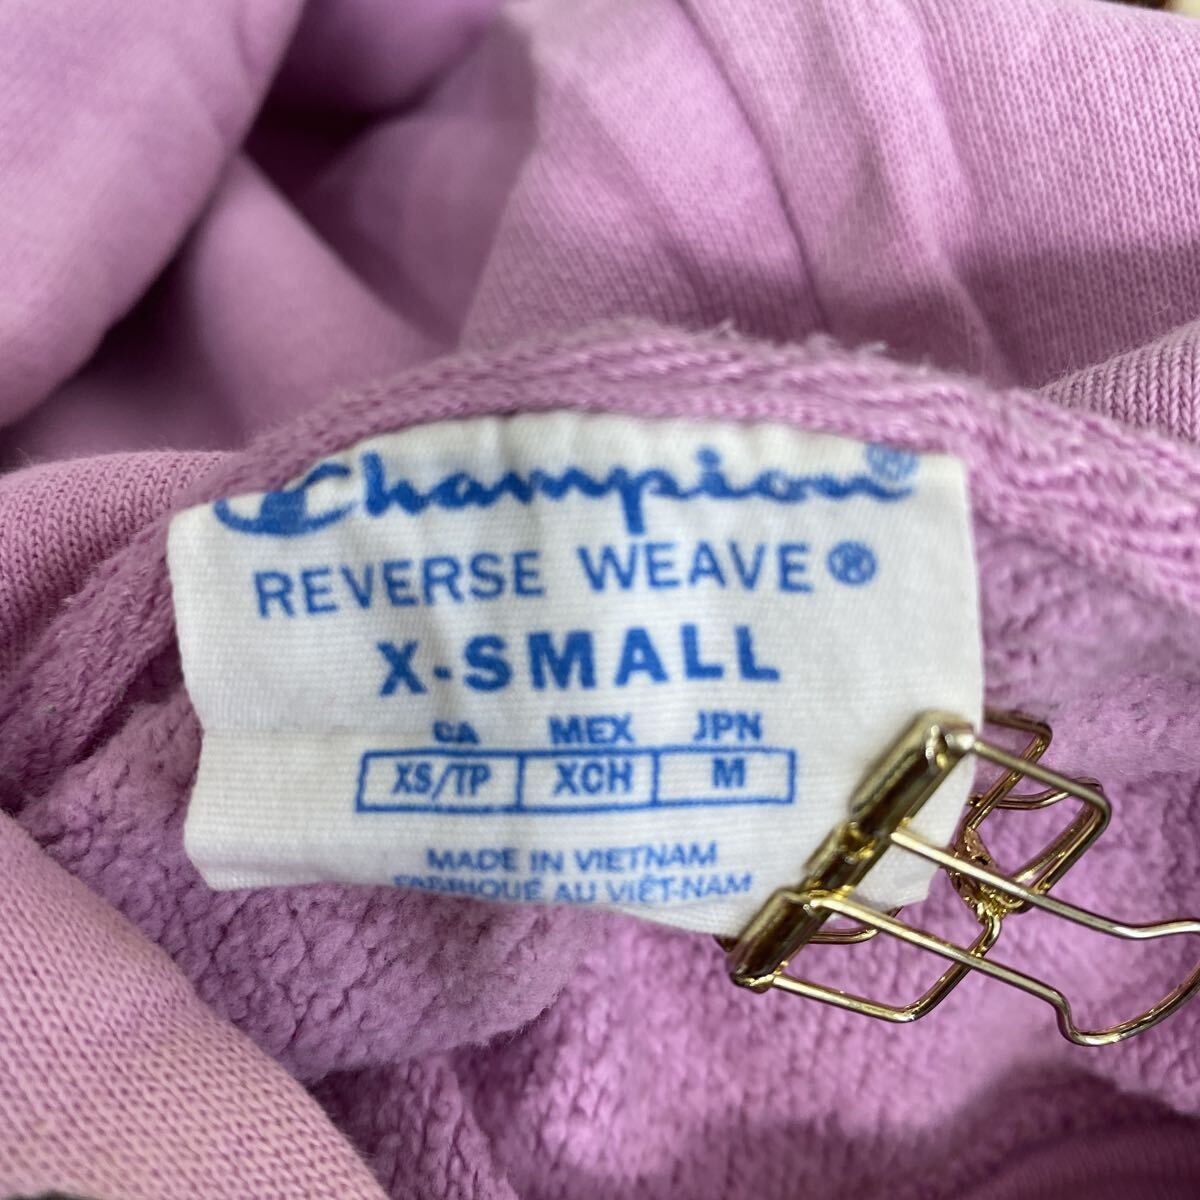 Champion®
REVERSE WEAVE®
X-SMALL
CA MEX JPN
XS/TP XCH M
MADE IN VIETNAM
FABRIQUÉ AU VIÊT-NAM